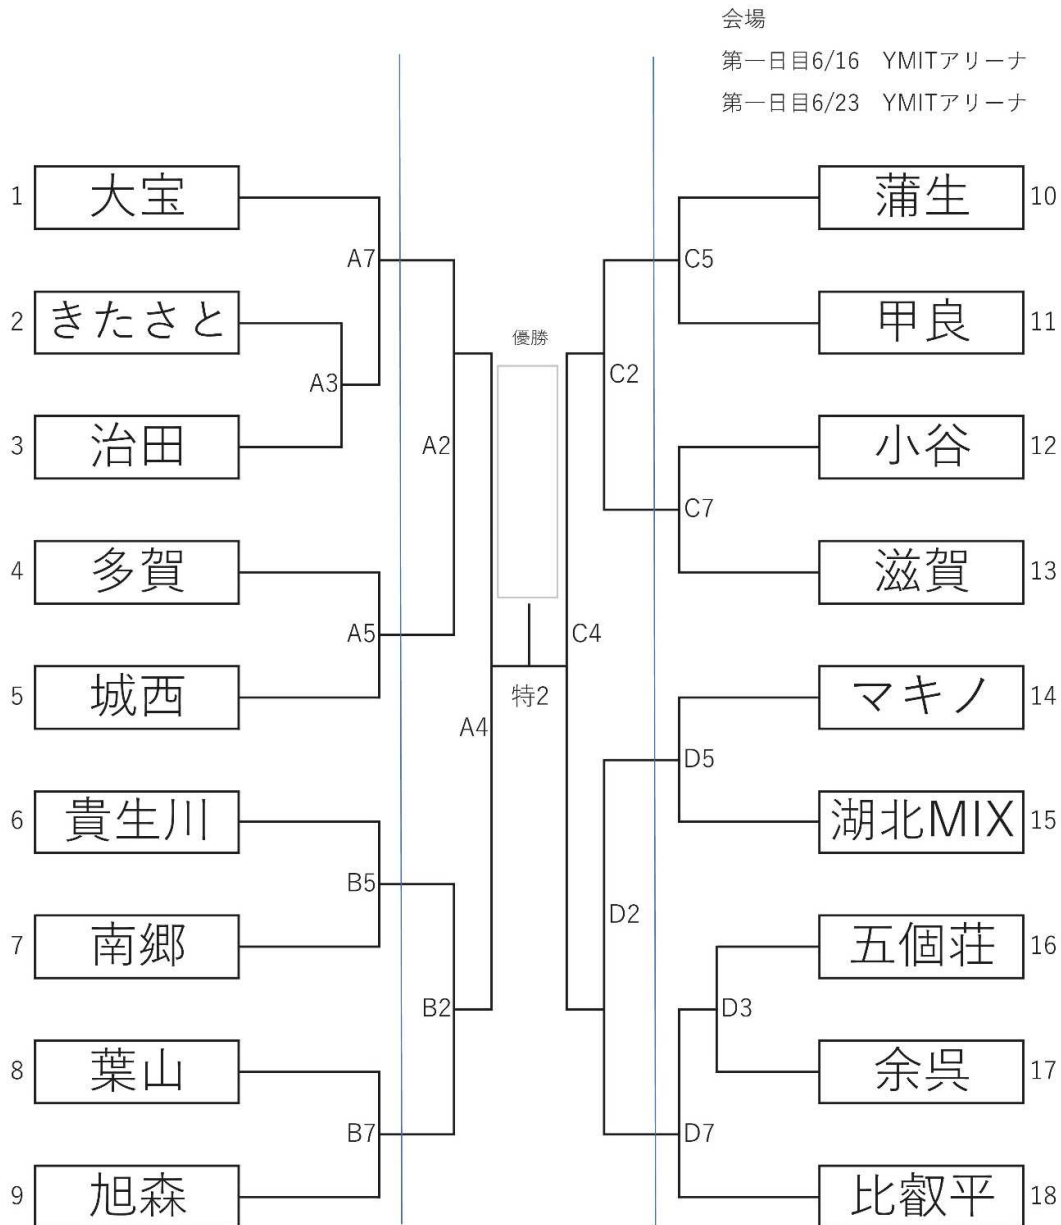 会場
第一日目6/16 YMITアリーナ
第一日目6/23 YMITアリーナ
1 大宝
蒲生 10
A7
C5
2 きたさと
優勝
甲良 11
A3
C2
3 治田
A2
小谷 12
C7
4 多賀
滋賀 13
A5
C4
5 城西
特2
マキノ 14
A4
D5
6 貴生川
湖北MIX 15
B5
D2
7 南郷
五個荘 16
B2
D3
8 葉山
余呉 17
B7
D7
9 旭森
比叡平 18